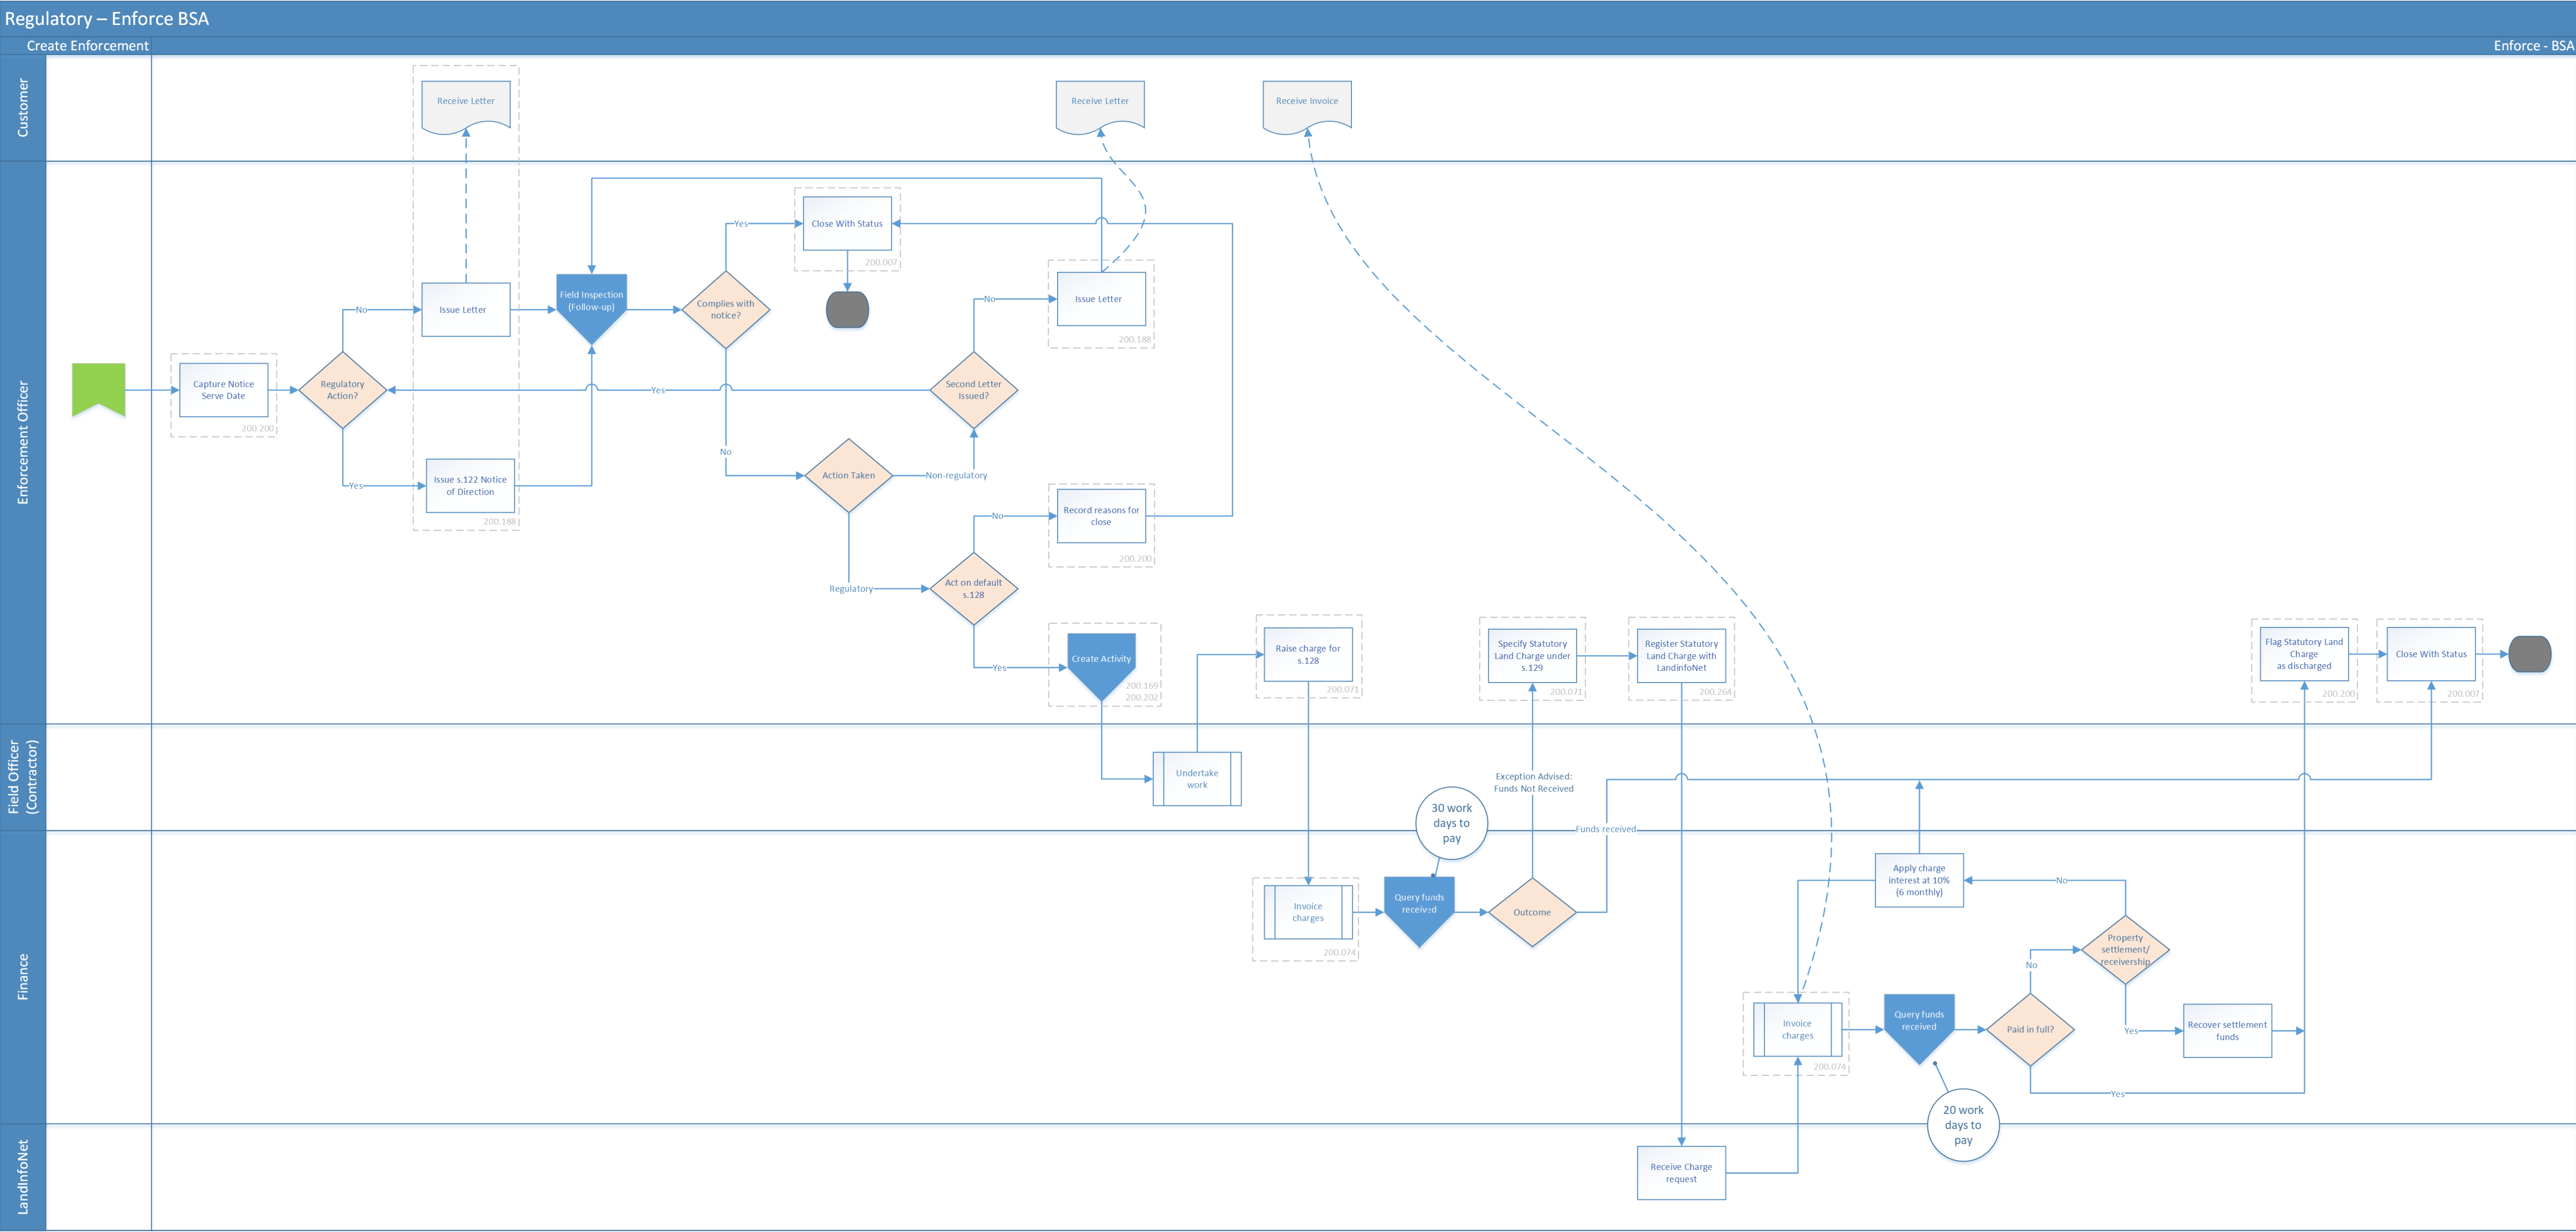 Regulatory – Enforce BSA
Create Enforcement
Enforce - BSA
Customer
Receive Letter
Receive Letter
Receive Invoice
Enforcement Officer
Capture Notice
Serve Date
200.200
Regulatory
Action?
No
Issue Letter
Yes
Issue s.122 Notice
of Direction
200.188
Field Inspection
(Follow-up)
Complies with
notice?
Yes
Close With Status
200.007
No
Action Taken
Non-regulatory
Second Letter
Issued?
Yes
No
Issue Letter
200.188
Regulatory
Act on default
s.128
No
Record reasons for
close
200.200
Yes
Create Activity
200.169
200.202
Raise charge for
s.128
200.071
Specify Statutory
Land Charge under
s.129
200.071
Register Statutory
Land Charge with
LandinfoNet
200.264
Flag Statutory Land
Charge
as discharged
200.200
Close With Status
200.007
Field Officer
(Contractor)
Undertake
work
Exception Advised:
Funds Not Received
30 work
days to
pay
Funds received
Finance
Invoice
charges
200.074
Query funds
received
Outcome
Apply charge
interest at 10%
(6 monthly)
No
Property
settlement/
receivership
No
Invoice
charges
200.074
Query funds
received
Paid in full?
Yes
Recover settlement
funds
Yes
20 work
days to
pay
LandInfoNet
Receive Charge
request